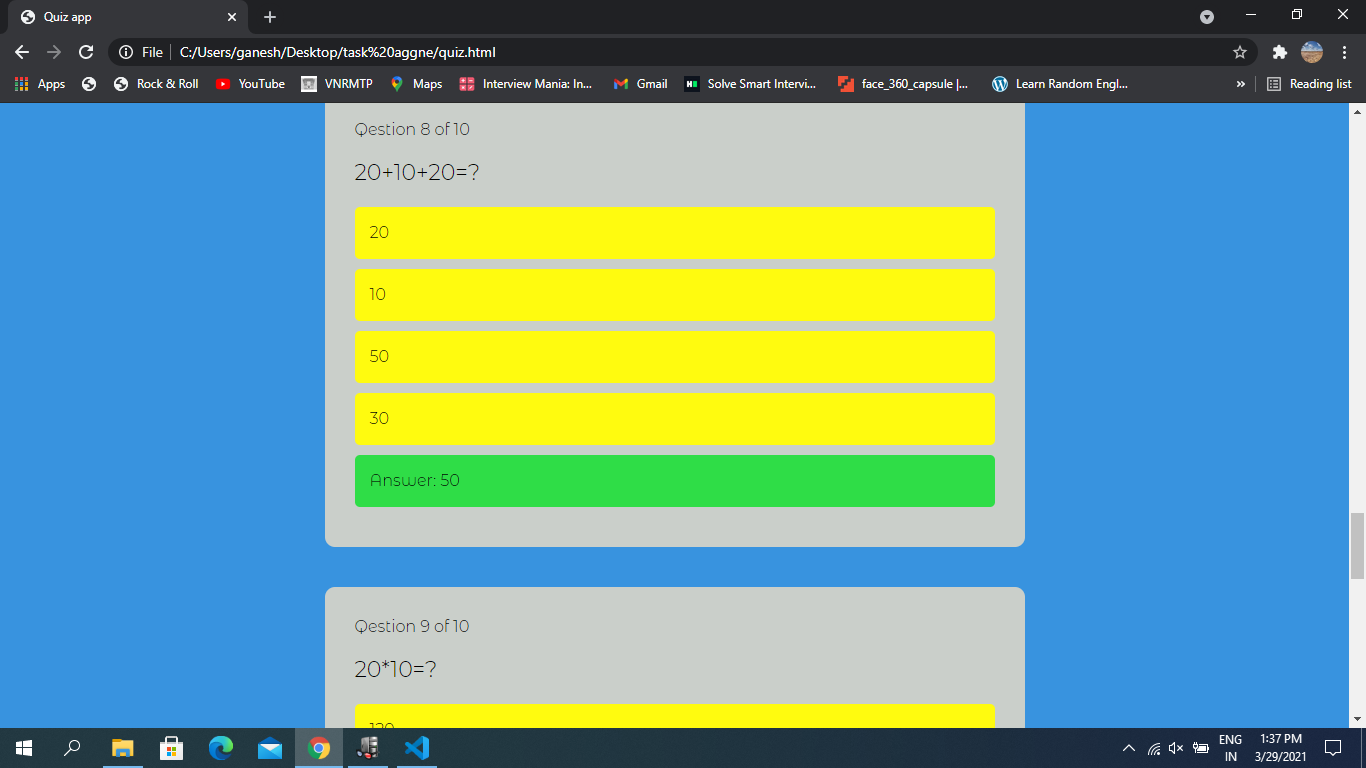 Quiz app
File
C:/Users/ganesh/Desktop/task%20aggne/quiz.html
Apps
Rock & Roll
YouTube
VNRMTP
Maps
Interview Mania: In...
Gmail
Solve Smart Intervi...
face_360_capsule |...
Learn Random Engl...
»
Reading list
Qestion 8 of 10
20+10+20=?
20
10
50
30
Answer: 50
Qestion 9 of 10
20*10=?
120
ENG
IN
1:37 PM
3/29/2021